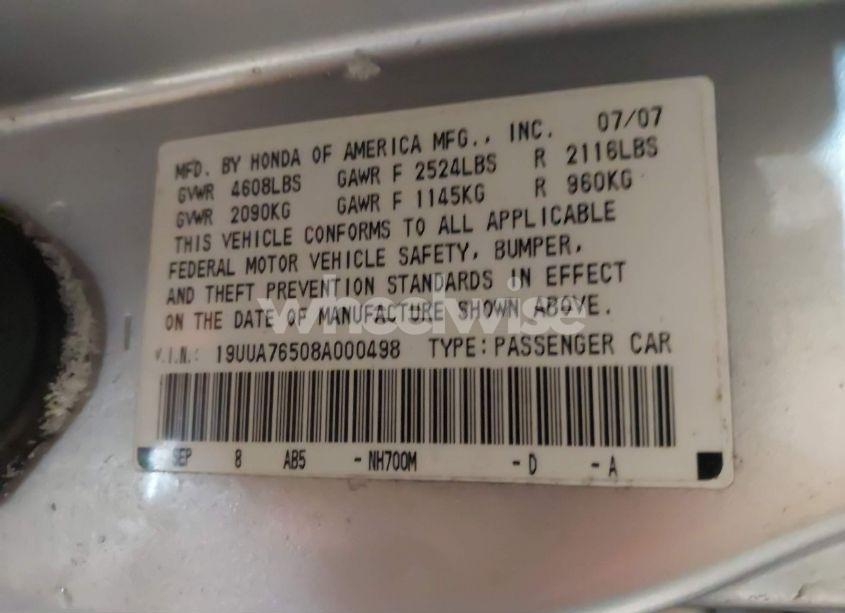 MFD. BY HONDA OF AMERICA MFG., INC. 07/07
GVWR 4608LBS GAWR F 2524LBS R 2116LBS
GVWR 2090KG GAWR F 1145KG R 960KG
THIS VEHICLE CONFORMS TO ALL APPLICABLE
FEDERAL MOTOR VEHICLE SAFETY, BUMPER,
AND THEFT PREVENTION STANDARDS IN EFFECT
ON THE DATE OF MANUFACTURE SHOWN ABOVE.
wheelwise
V.I.N.: 19UUA76508A000498 TYPE: PASSENGER CAR
SEP 8 AB5 - NH700M - D - A